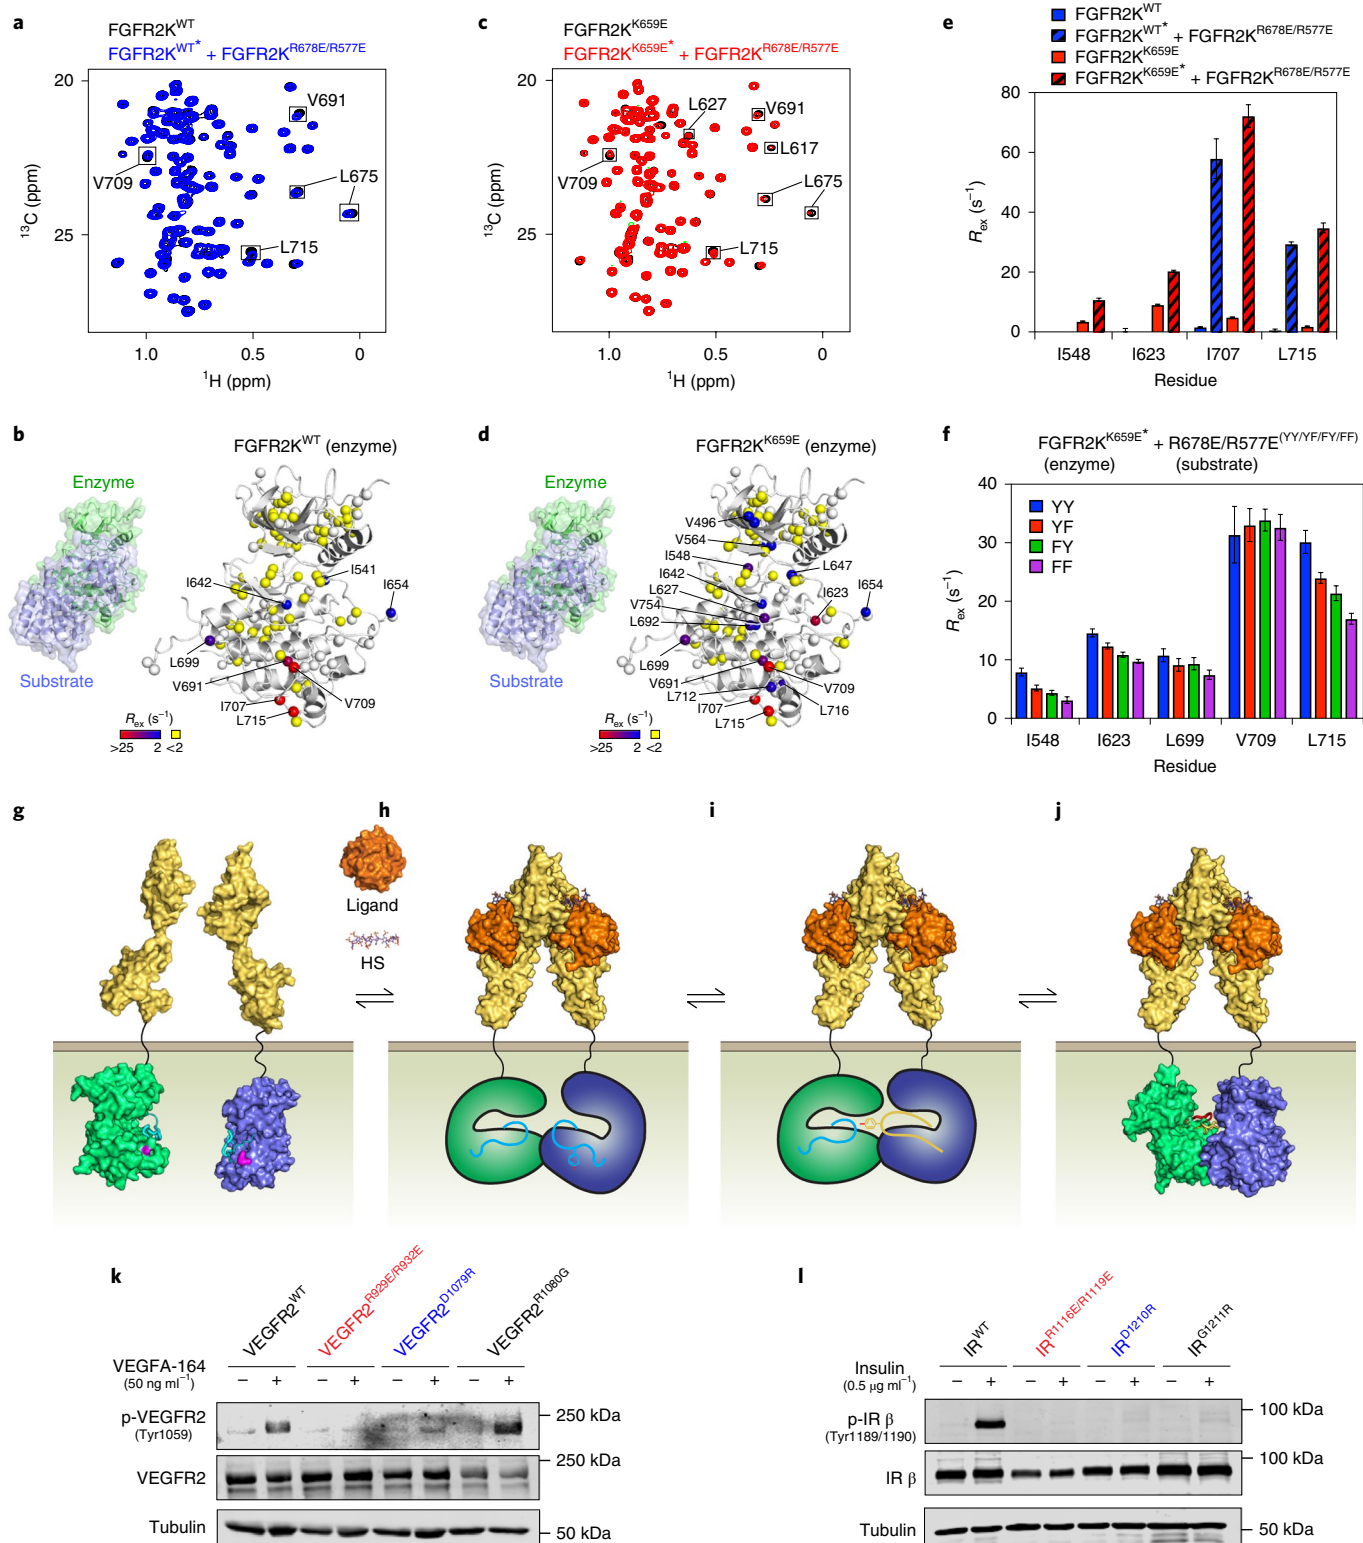 a
FGFR2K^WT
FGFR2K^WT* + FGFR2K^R678E/R577E
20
25
13C (ppm)
V691
V709
L675
L715
1.0 0.5 0
1H (ppm)
c
FGFR2K^K659E
FGFR2K^K659E* + FGFR2K^R678E/R577E
20
25
13C (ppm)
L627
V691
L617
V709
L675
L715
1.0 0.5 0
1H (ppm)
e
FGFR2K^WT
FGFR2K^WT* + FGFR2K^R678E/R577E
FGFR2K^K659E
FGFR2K^K659E* + FGFR2K^R678E/R577E
80
60
40
20
0
Rex (s−1)
I548 I623 I707 L715
Residue
b
FGFR2K^WT (enzyme)
Enzyme
Substrate
I541
I642
I654
L699
V691
V709
I707
L715
Rex (s−1)
>25 2 <2
d
FGFR2K^K659E (enzyme)
Enzyme
Substrate
V496
V564
I548
L647
I642
I654
L627
I623
V754
L692
L699
V691
V709
L712
L716
I707
L715
Rex (s−1)
>25 2 <2
f
FGFR2K^K659E* + R678E/R577E^(YY/YF/FY/FF)
(enzyme) (substrate)
40
30
20
10
0
Rex (s−1)
YY
YF
FY
FF
I548 I623 L699 V709 L715
Residue
g
Ligand
HS
h
i
j
k
VEGFR2^WT
VEGFR2^R929E/R932E
VEGFR2^D1079R
VEGFR2^R1080G
VEGFA-164
(50 ng ml−1)
− + − + − + − +
p-VEGFR2
(Tyr1059)
250 kDa
VEGFR2
250 kDa
Tubulin
50 kDa
l
IR^WT
IR^R1116E/R1119E
IR^D1210R
IR^G1211R
Insulin
(0.5 μg ml−1)
− + − + − + − +
p-IR β
(Tyr1189/1190)
100 kDa
IR β
100 kDa
Tubulin
50 kDa